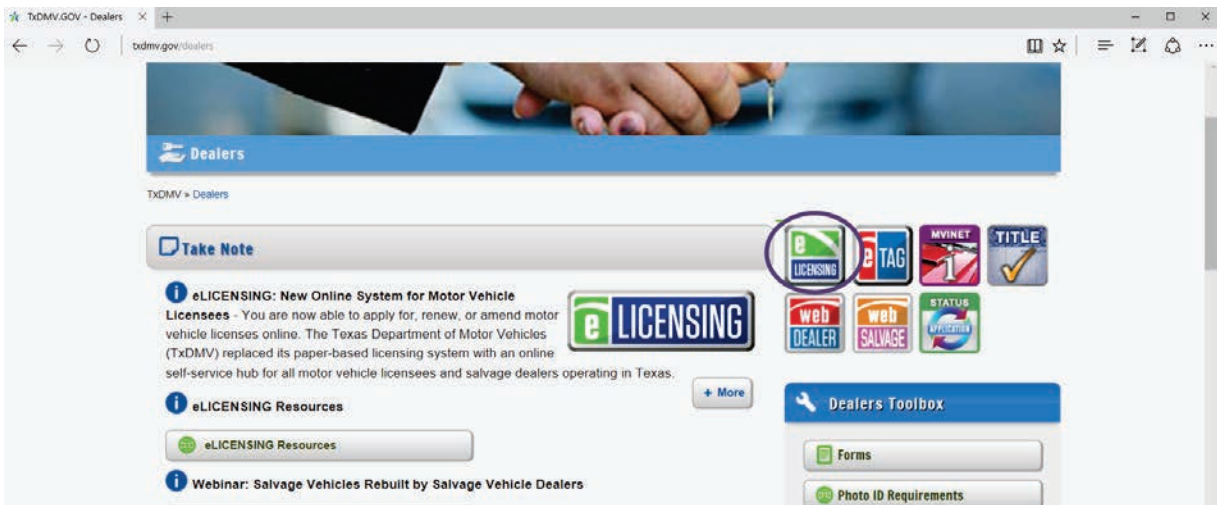 TxDMV.GOV - Dealers
txdmv.gov/dealers
Dealers
TxDMV » Dealers
Take Note
eLICENSING: New Online System for Motor Vehicle
Licensees - You are now able to apply for, renew, or amend motor
vehicle licenses online. The Texas Department of Motor Vehicles
(TxDMV) replaced its paper-based licensing system with an online
self-service hub for all motor vehicle licensees and salvage dealers operating in Texas.
e LICENSING
+ More
eLICENSING Resources
eLICENSING Resources
Webinar: Salvage Vehicles Rebuilt by Salvage Vehicle Dealers
e LICENSING
e TAG
MVINET i
TITLE
web DEALER
web SALVAGE
STATUS APPLICATION
Dealers Toolbox
Forms
Photo ID Requirements